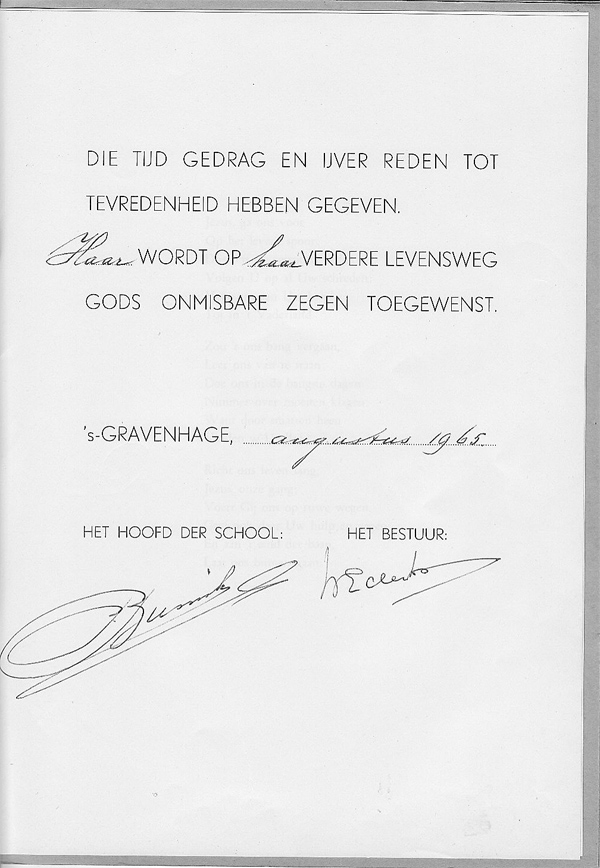 DIE TIJD GEDRAG EN IJVER REDEN TOT
TEVREDENHEID HEBBEN GEGEVEN.
Haar WORDT OP haar VERDERE LEVENSWEG
GODS ONMISBARE ZEGEN TOEGEWENST.
's-GRAVENHAGE, augustus 1965.
HET HOOFD DER SCHOOL: HET BESTUUR: